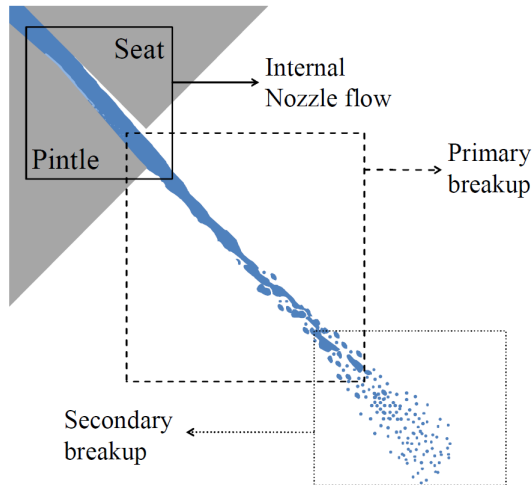 Seat
Internal
Nozzle flow
Pintle
Primary
breakup
Secondary
breakup